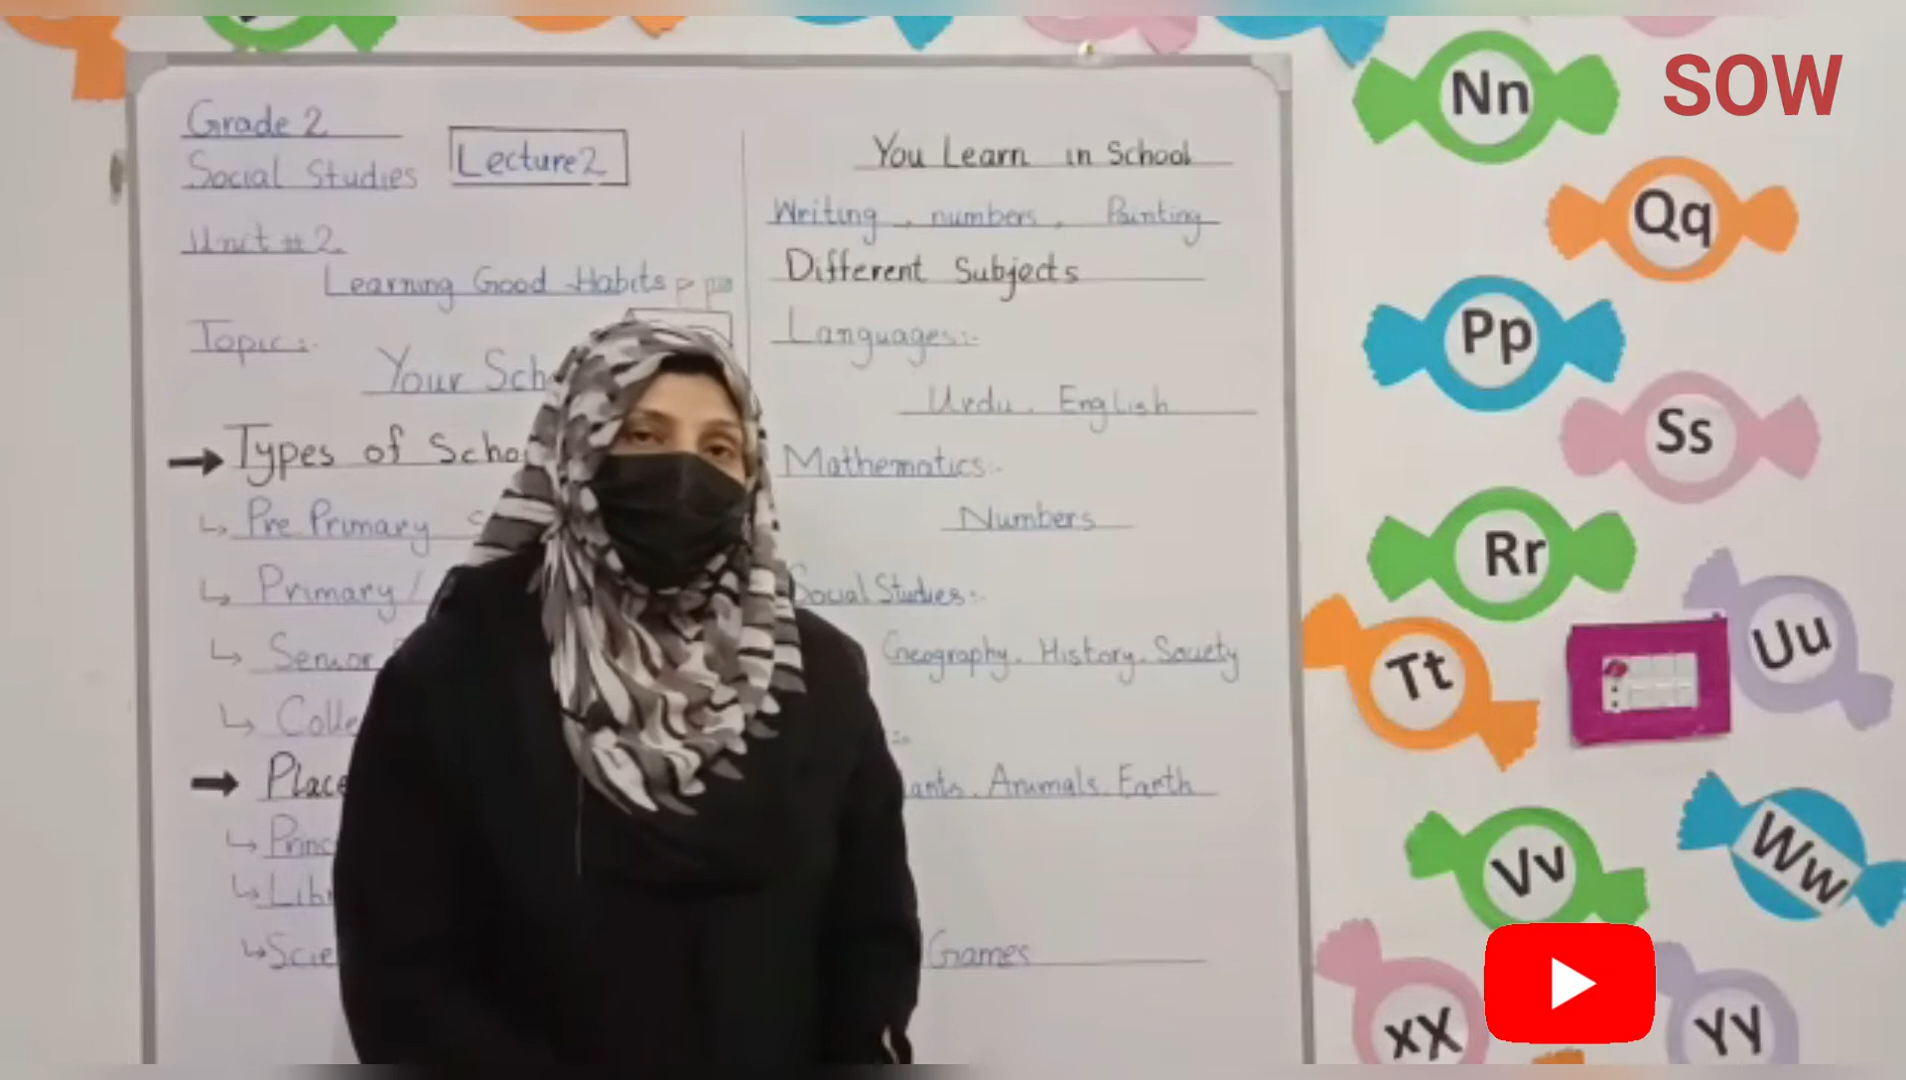 Grade 2
Social Studies
Lecture 2
Unit # 2.
Learning Good Habits
Topic:-
Your Sch
Types of Scho
Pre Primary
Primary /
Senior
Colle
Place
Princ
Libr
Scie
You Learn in School
Writing, numbers, Painting
Different Subjects
Languages:-
Urdu, English
Mathematics:-
Numbers
Social Studies:-
Geography, History, Society
ants, Animals, Earth
Games
SOW
Nn
Qq
Pp
Ss
Rr
Uu
Tt
Ww
Vv
xX
Yy